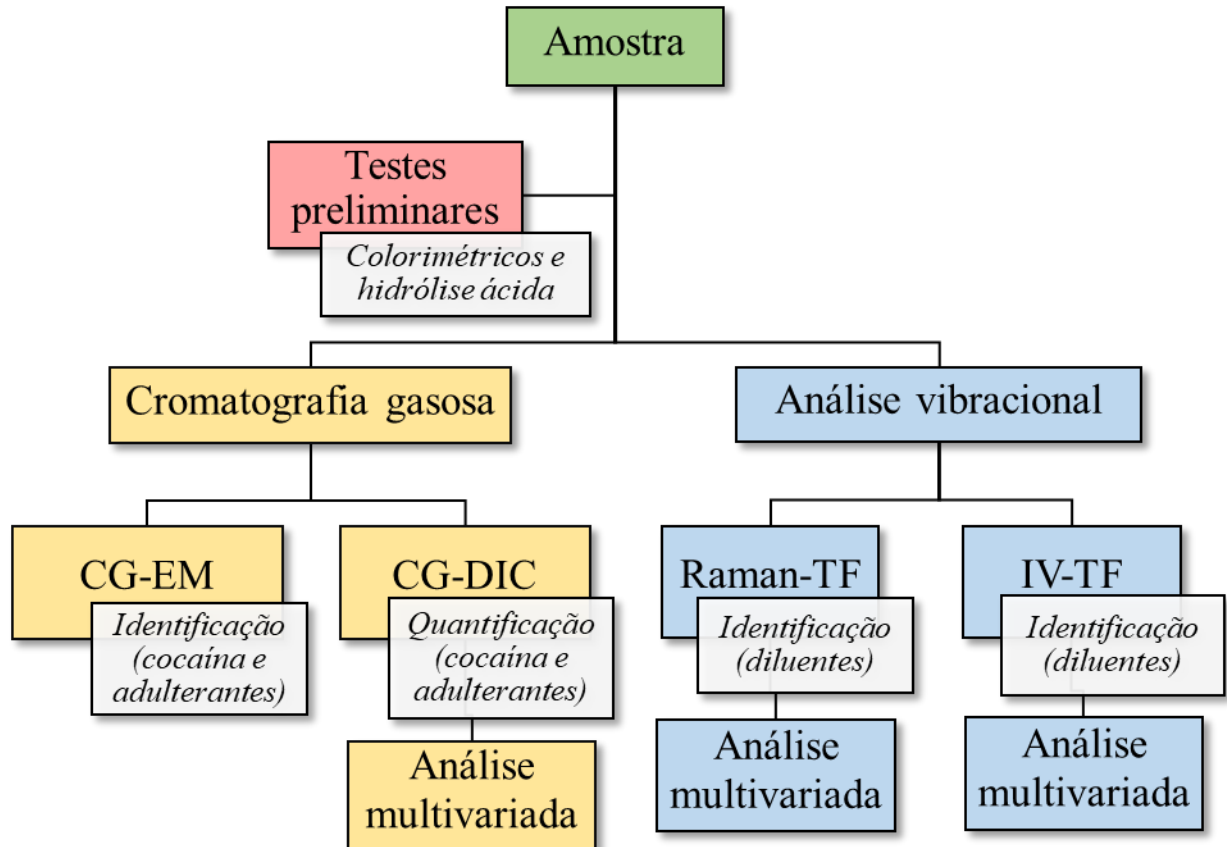 Amostra
Testes
preliminares
Colorimétricos e
hidrólise ácida
Cromatografia gasosa
Análise vibracional
CG-EM
Identificação
(cocaína e
adulterantes)
CG-DIC
Quantificação
(cocaína e
adulterantes)
Análise
multivariada
Raman-TF
Identificação
(diluentes)
Análise
multivariada
IV-TF
Identificação
(diluentes)
Análise
multivariada